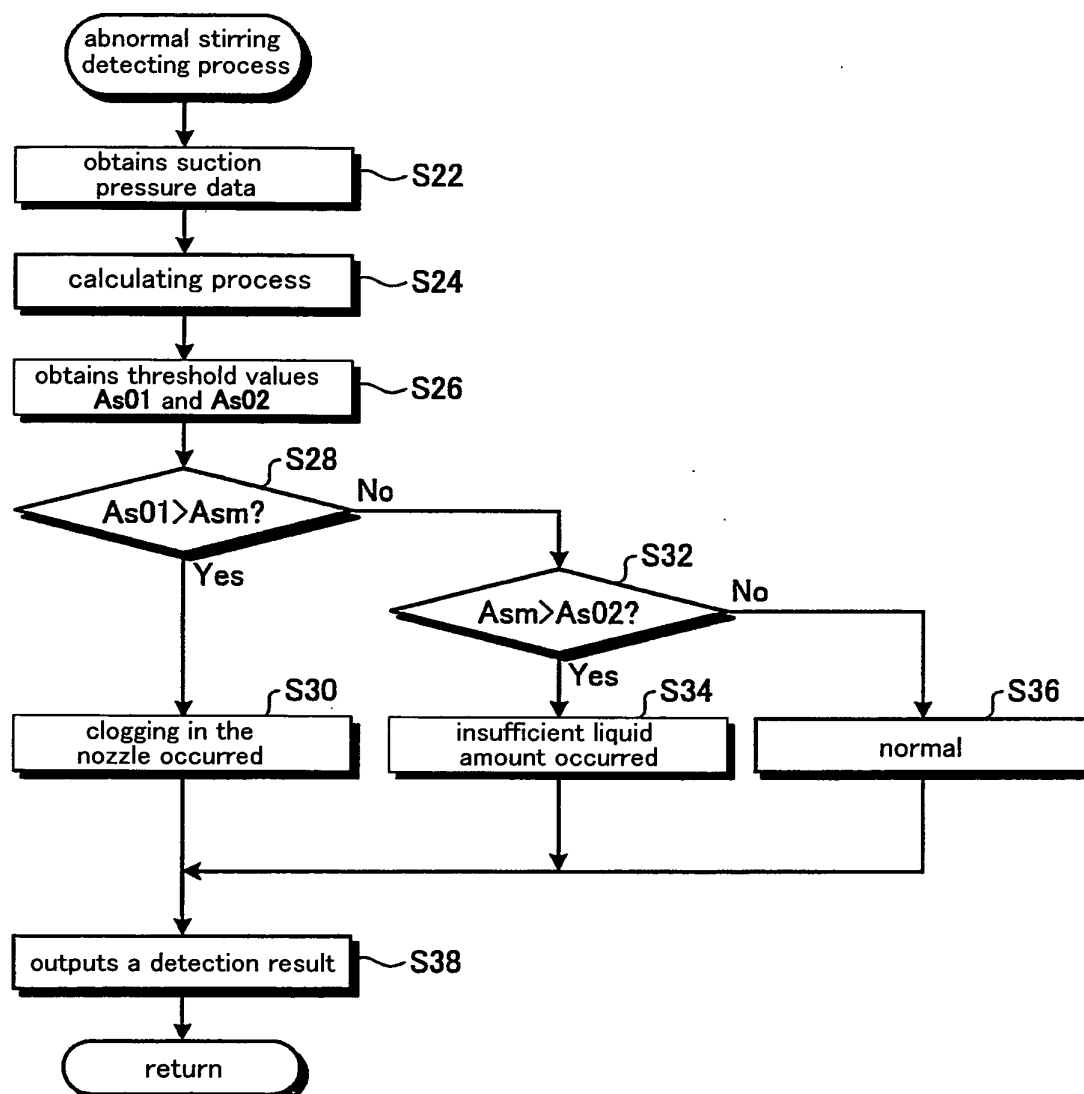 abnormal stirring
detecting process
obtains suction
pressure data
S22
calculating process
S24
obtains threshold values
As01 and As02
S26
S28
As01>Asm?
No
Yes
S32
Asm>As02?
No
Yes
S30
clogging in the
nozzle occurred
S34
insufficient liquid
amount occurred
S36
normal
outputs a detection result
S38
return